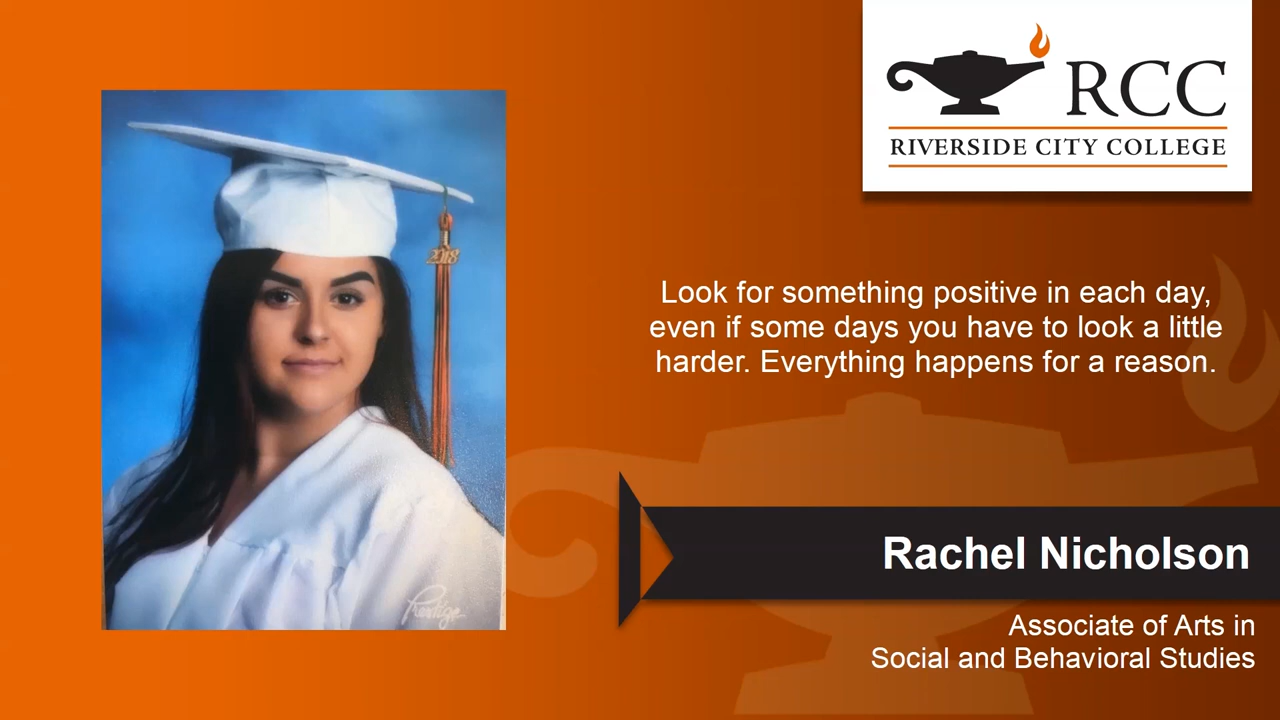 RCC
RIVERSIDE CITY COLLEGE
2018
Look for something positive in each day,
even if some days you have to look a little
harder. Everything happens for a reason.
Rachel Nicholson
Associate of Arts in
Social and Behavioral Studies
Prestige